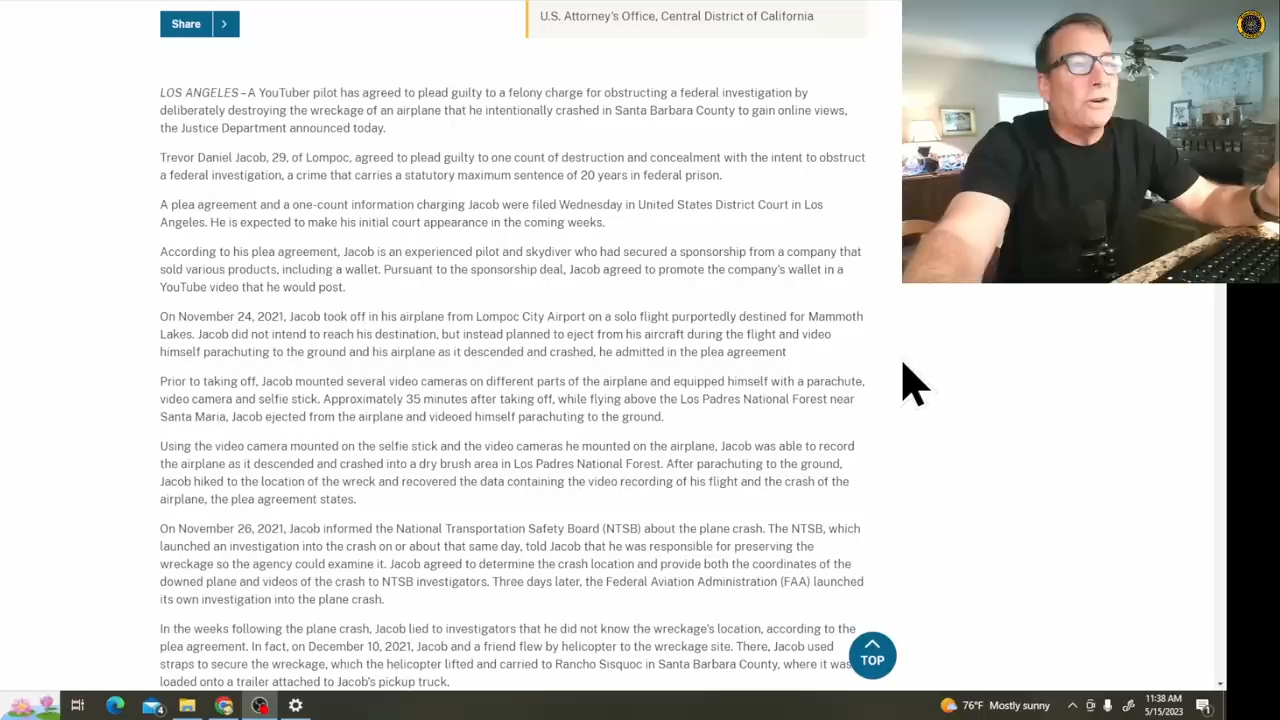 Share
U.S. Attorney's Office, Central District of California
LOS ANGELES – A YouTuber pilot has agreed to plead guilty to a felony charge for obstructing a federal investigation by
deliberately destroying the wreckage of an airplane that he intentionally crashed in Santa Barbara County to gain online views,
the Justice Department announced today.
Trevor Daniel Jacob, 29, of Lompoc, agreed to plead guilty to one count of destruction and concealment with the intent to obstruct
a federal investigation, a crime that carries a statutory maximum sentence of 20 years in federal prison.
A plea agreement and a one-count information charging Jacob were filed Wednesday in United States District Court in Los
Angeles. He is expected to make his initial court appearance in the coming weeks.
According to his plea agreement, Jacob is an experienced pilot and skydiver who had secured a sponsorship from a company that
sold various products, including a wallet. Pursuant to the sponsorship deal, Jacob agreed to promote the company's wallet in a
YouTube video that he would post.
On November 24, 2021, Jacob took off in his airplane from Lompoc City Airport on a solo flight purportedly destined for Mammoth
Lakes. Jacob did not intend to reach his destination, but instead planned to eject from his aircraft during the flight and video
himself parachuting to the ground and his airplane as it descended and crashed, he admitted in the plea agreement
Prior to taking off, Jacob mounted several video cameras on different parts of the airplane and equipped himself with a parachute,
video camera and selfie stick. Approximately 35 minutes after taking off, while flying above the Los Padres National Forest near
Santa Maria, Jacob ejected from the airplane and videoed himself parachuting to the ground.
Using the video camera mounted on the selfie stick and the video cameras he mounted on the airplane, Jacob was able to record
the airplane as it descended and crashed into a dry brush area in Los Padres National Forest. After parachuting to the ground,
Jacob hiked to the location of the wreck and recovered the data containing the video recording of his flight and the crash of the
airplane, the plea agreement states.
On November 26, 2021, Jacob informed the National Transportation Safety Board (NTSB) about the plane crash. The NTSB, which
launched an investigation into the crash on or about that same day, told Jacob that he was responsible for preserving the
wreckage so the agency could examine it. Jacob agreed to determine the crash location and provide both the coordinates of the
downed plane and videos of the crash to NTSB investigators. Three days later, the Federal Aviation Administration (FAA) launched
its own investigation into the plane crash.
In the weeks following the plane crash, Jacob lied to investigators that he did not know the wreckage's location, according to the
plea agreement. In fact, on December 10, 2021, Jacob and a friend flew by helicopter to the wreckage site. There, Jacob used
straps to secure the wreckage, which the helicopter lifted and carried to Rancho Sisquoc in Santa Barbara County, where it was
loaded onto a trailer attached to Jacob's pickup truck.
TOP
4
76°F Mostly sunny
11:38 AM
5/15/2023
1